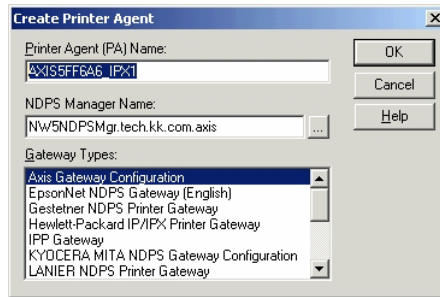 Create Printer Agent
Printer Agent (PA) Name:
AXIS5FF6A6_IPX1
NDPS Manager Name:
NW5NDPSMgr.tech.kk.com.axis
...
Gateway Types:
Axis Gateway Configuration
EpsonNet NDPS Gateway (English)
Gestetner NDPS Printer Gateway
Hewlett-Packard IP/IPX Printer Gateway
IPP Gateway
KYOCERA MITA NDPS Gateway Configuration
LANIER NDPS Printer Gateway
OK
Cancel
Help